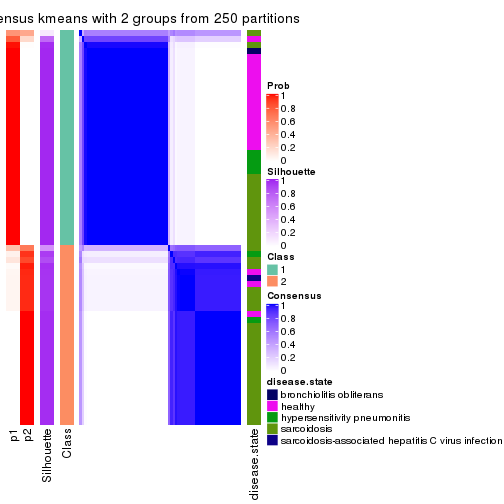 ensus kmeans with 2 groups from 250 partitions
Prob
1
0.8
0.6
0.4
0.2
0
Silhouette
1
0.8
0.6
0.4
0.2
0
Class
1
2
Consensus
1
0.8
0.6
0.4
0.2
0
disease.state
bronchiolitis obliterans
healthy
hypersensitivity pneumonitis
sarcoidosis
sarcoidosis-associated hepatitis C virus infection
p1
p2
Silhouette
Class
disease.state